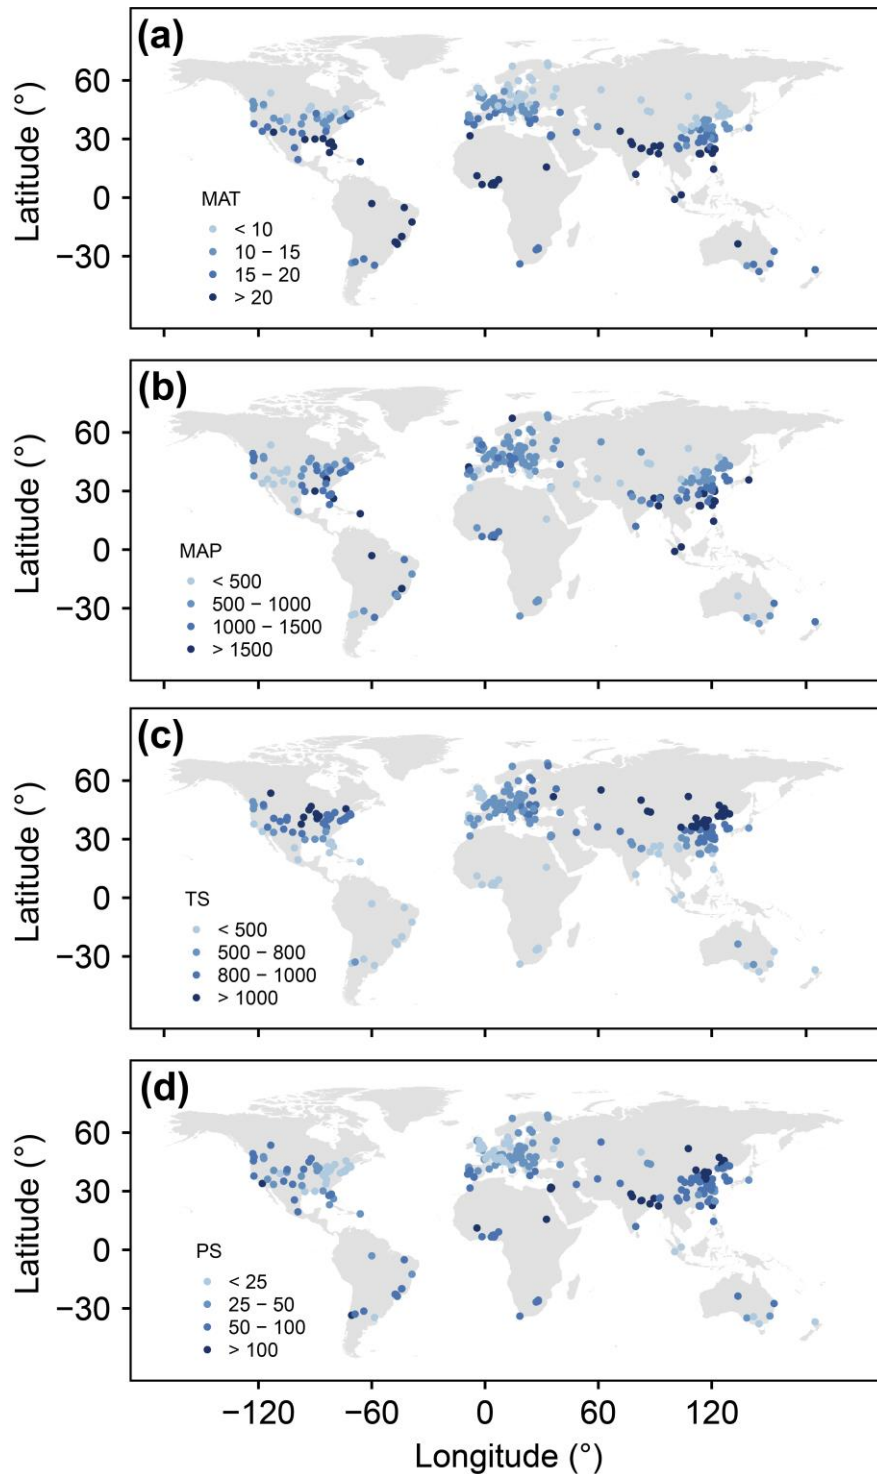 (a)
60
30
0
−30
Latitude (°)
MAT
< 10
10 − 15
15 − 20
> 20
(b)
60
30
0
−30
Latitude (°)
MAP
< 500
500 − 1000
1000 − 1500
> 1500
(c)
60
30
0
−30
Latitude (°)
TS
< 500
500 − 800
800 − 1000
> 1000
(d)
60
30
0
−30
Latitude (°)
PS
< 25
25 − 50
50 − 100
> 100
−120 −60 0 60 120
Longitude (°)